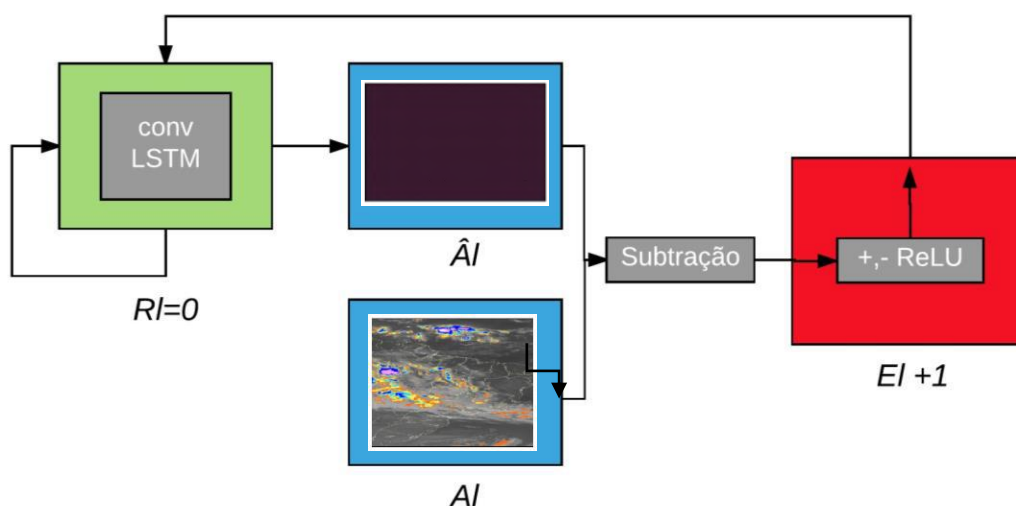 conv
LSTM
Rl=0
Âl
Al
Subtração
+,- ReLU
El +1